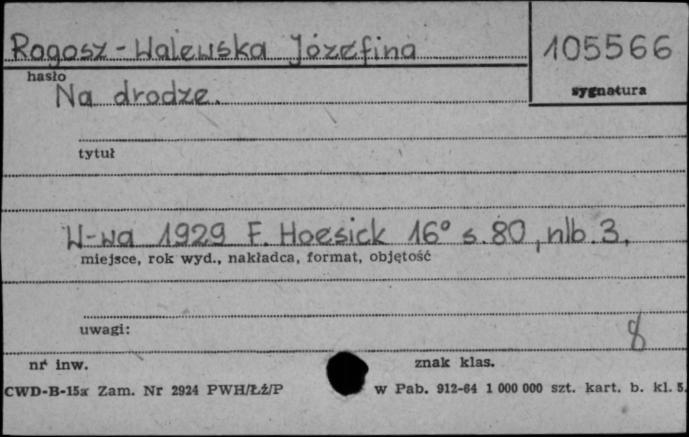 Rogosz-Walewska Józefina
105566
hasło
sygnatura
Na drodze.
tytuł
W-wa 1929 F. Hoesick 16° s. 80, nlb. 3.
miejsce, rok wyd., nakładca, format, objętość
uwagi:
8
nr inw.
znak klas.
CWD-B-15a Zam. Nr 2924 PWH/Łź/P
w Pab. 912-64 1 000 000 szt. kart. b. kl. 5.